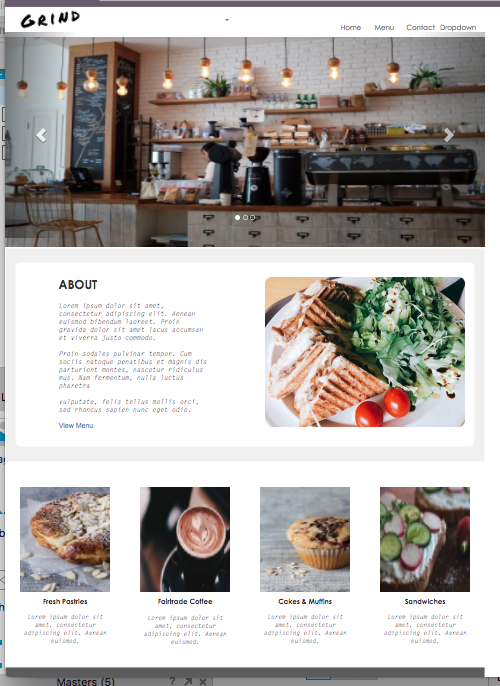 GRIND
Home Menu Contact Dropdown
ABOUT
Lorem ipsum dolor sit amet,
consectetur adipiscing elit. Aenean
euismod bibendum laoreet. Proin
gravida dolor sit amet lacus accumsan
et viverra justo commodo.
Proin sodales pulvinar tempor. Cum
sociis natoque penatibus et magnis dis
parturient montes, nascetur ridiculus
mus. Nam fermentum, nulla luctus
pharetra
vulputate, felis tellus mollis orci,
sed rhoncus sapien nunc eget odio.
View Menu
Fresh Pastries
Lorem ipsum dolor sit
amet, consectetur
adipiscing elit. Aenean
euismod.
Fairtrade Coffee
Lorem ipsum dolor sit
amet, consectetur
adipiscing elit. Aenean
euismod.
Cakes & Muffins
Lorem ipsum dolor sit
amet, consectetur
adipiscing elit. Aenean
euismod.
Sandwiches
Lorem ipsum dolor sit
amet, consectetur
adipiscing elit. Aenean
euismod.
Masters (5) ?